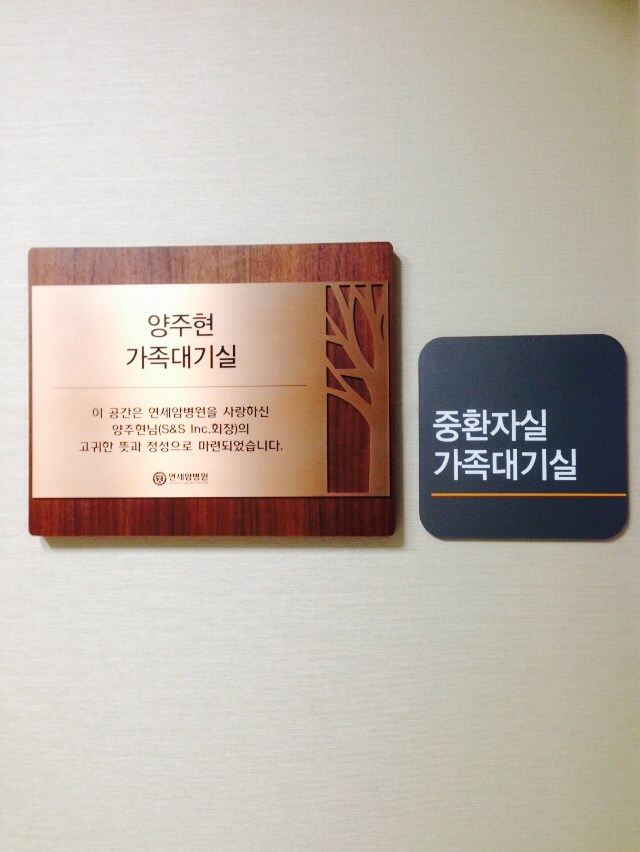 양주현
가족대기실
이 공간은 연세암병원을 사랑하신
양주현님(S&S Inc.회장)의
고귀한 뜻과 정성으로 마련되었습니다.
연세암병원
중환자실
가족대기실